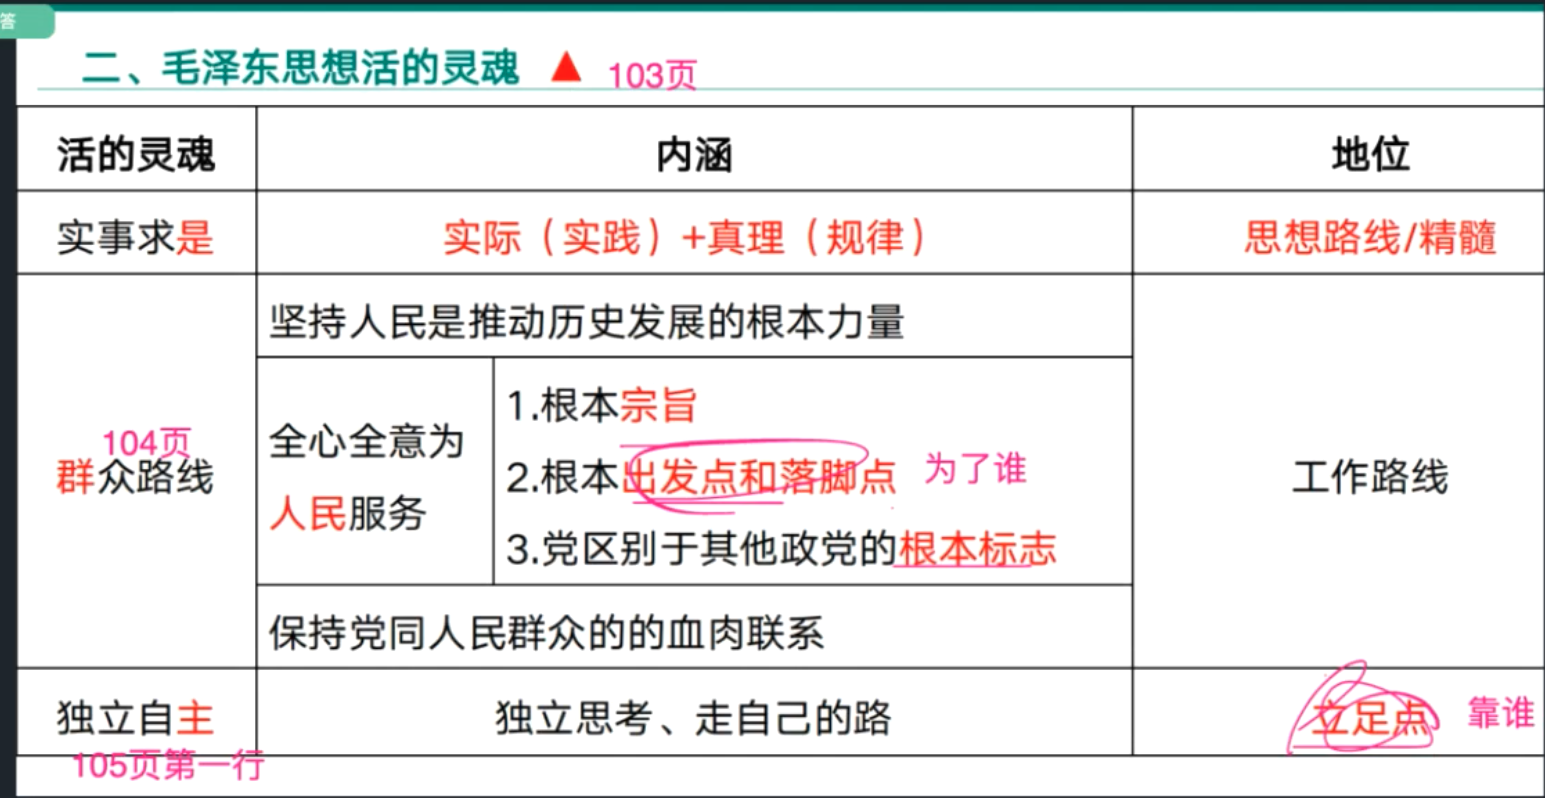 答
二、毛泽东思想活的灵魂 ▲ 103页
活的灵魂 内涵 地位
实事求是 实际（实践）+真理（规律） 思想路线/精髓
104页
群众路线
坚持人民是推动历史发展的根本力量
全心全意为
人民服务
1.根本宗旨
2.根本出发点和落脚点 为了谁
3.党区别于其他政党的根本标志
保持党同人民群众的的血肉联系
工作路线
独立自主 独立思考、走自己的路 立足点 靠谁
105页第一行